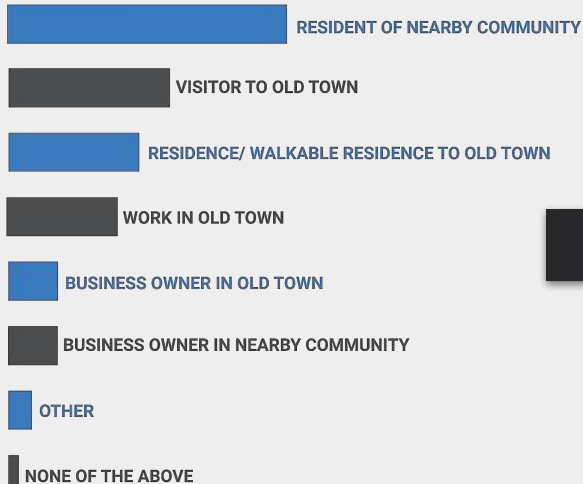 RESIDENT OF NEARBY COMMUNITY
VISITOR TO OLD TOWN
RESIDENCE/ WALKABLE RESIDENCE TO OLD TOWN
WORK IN OLD TOWN
BUSINESS OWNER IN OLD TOWN
BUSINESS OWNER IN NEARBY COMMUNITY
OTHER
NONE OF THE ABOVE